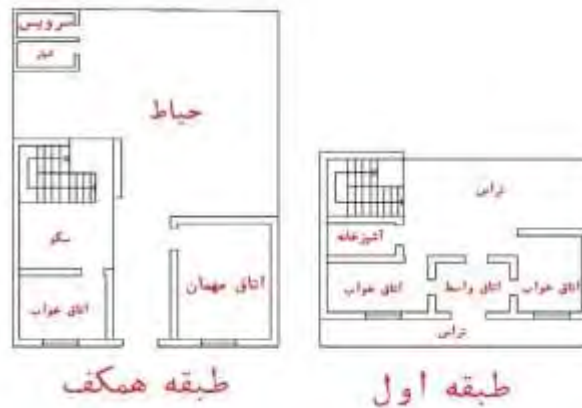 سرویس
انبار
حیاط
سکو
اتاق خواب
اتاق مهمان
طبقه همکف
تراس
آشپزخانه
اتاق خواب
اتاق واسط
اتاق خواب
تراس
طبقه اول